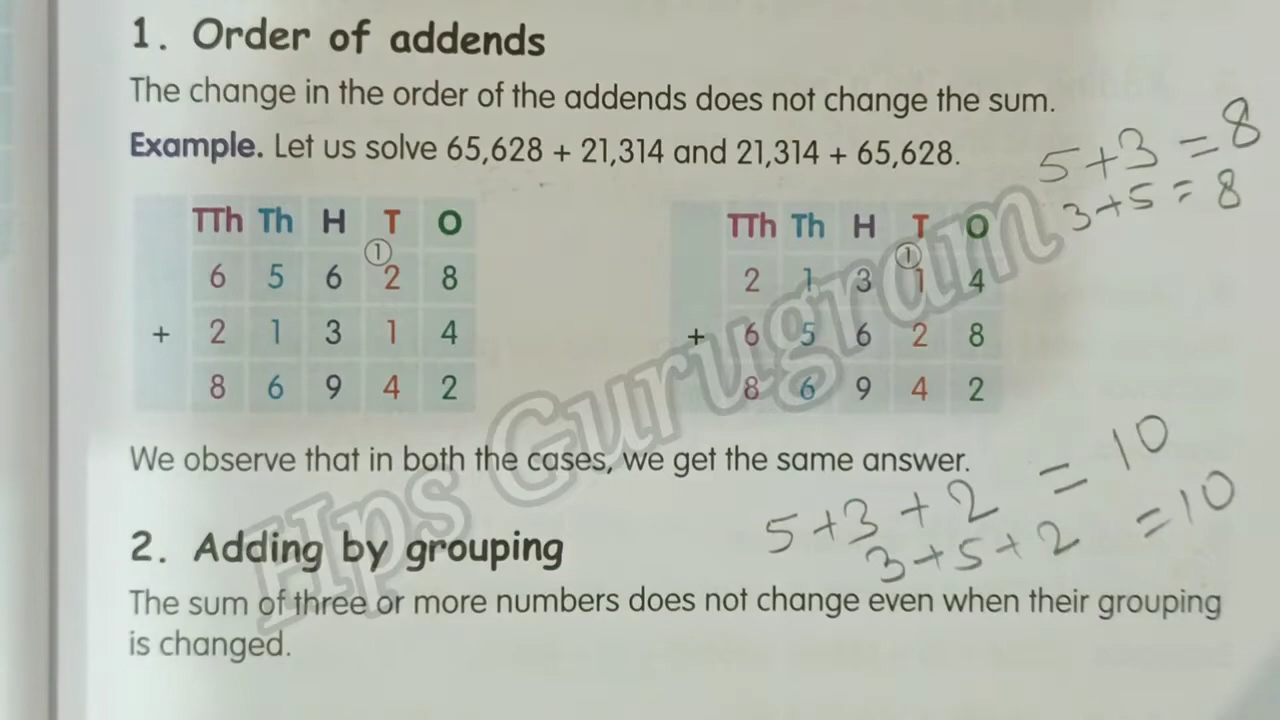 1. Order of addends
The change in the order of the addends does not change the sum.
Example. Let us solve 65,628 + 21,314 and 21,314 + 65,628.
5+3 = 8
3+5 = 8
TTh Th H T O
①
6 5 6 2 8
+ 2 1 3 1 4
8 6 9 4 2
TTh Th H T O
①
2 1 3 1 4
+ 6 5 6 2 8
8 6 9 4 2
We observe that in both the cases, we get the same answer.
5+3+2 = 10
3+5+2 = 10
2. Adding by grouping
The sum of three or more numbers does not change even when their grouping
is changed.
Hps Gurugram